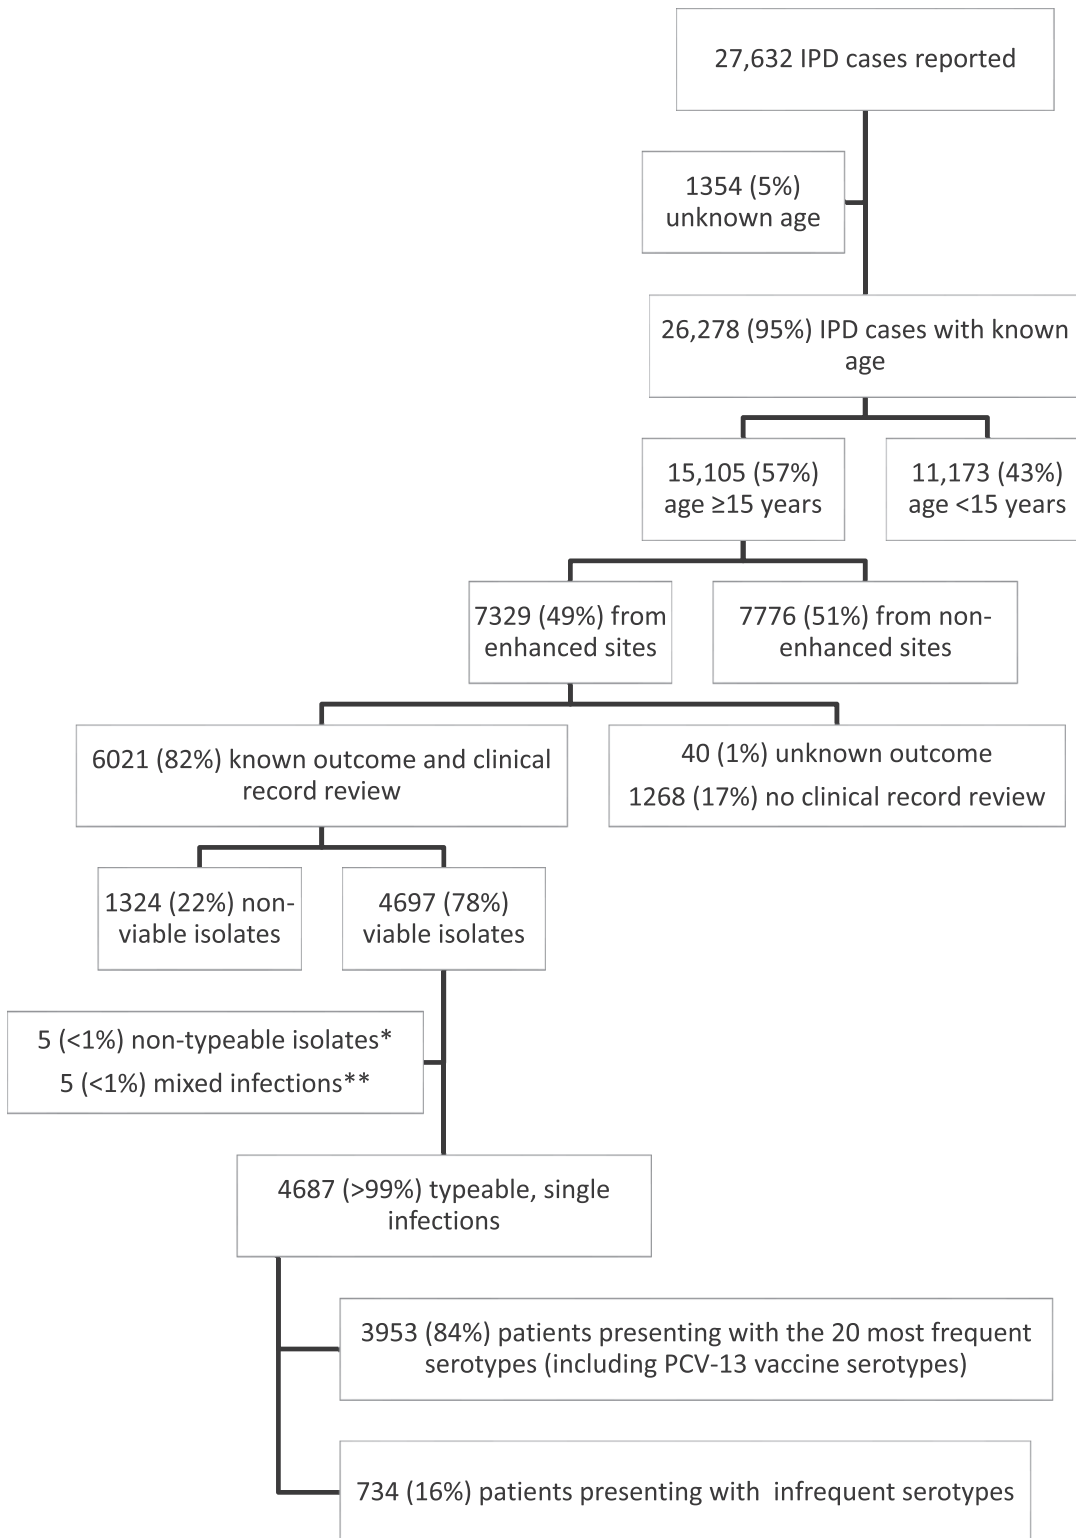 27,632 IPD cases reported
1354 (5%)
unknown age
26,278 (95%) IPD cases with known
age
15,105 (57%)
age ≥15 years
11,173 (43%)
age <15 years
7329 (49%) from
enhanced sites
7776 (51%) from non-
enhanced sites
6021 (82%) known outcome and clinical
record review
40 (1%) unknown outcome
1268 (17%) no clinical record review
1324 (22%) non-
viable isolates
4697 (78%)
viable isolates
5 (<1%) non-typeable isolates*
5 (<1%) mixed infections**
4687 (>99%) typeable, single
infections
3953 (84%) patients presenting with the 20 most frequent
serotypes (including PCV-13 vaccine serotypes)
734 (16%) patients presenting with  infrequent serotypes